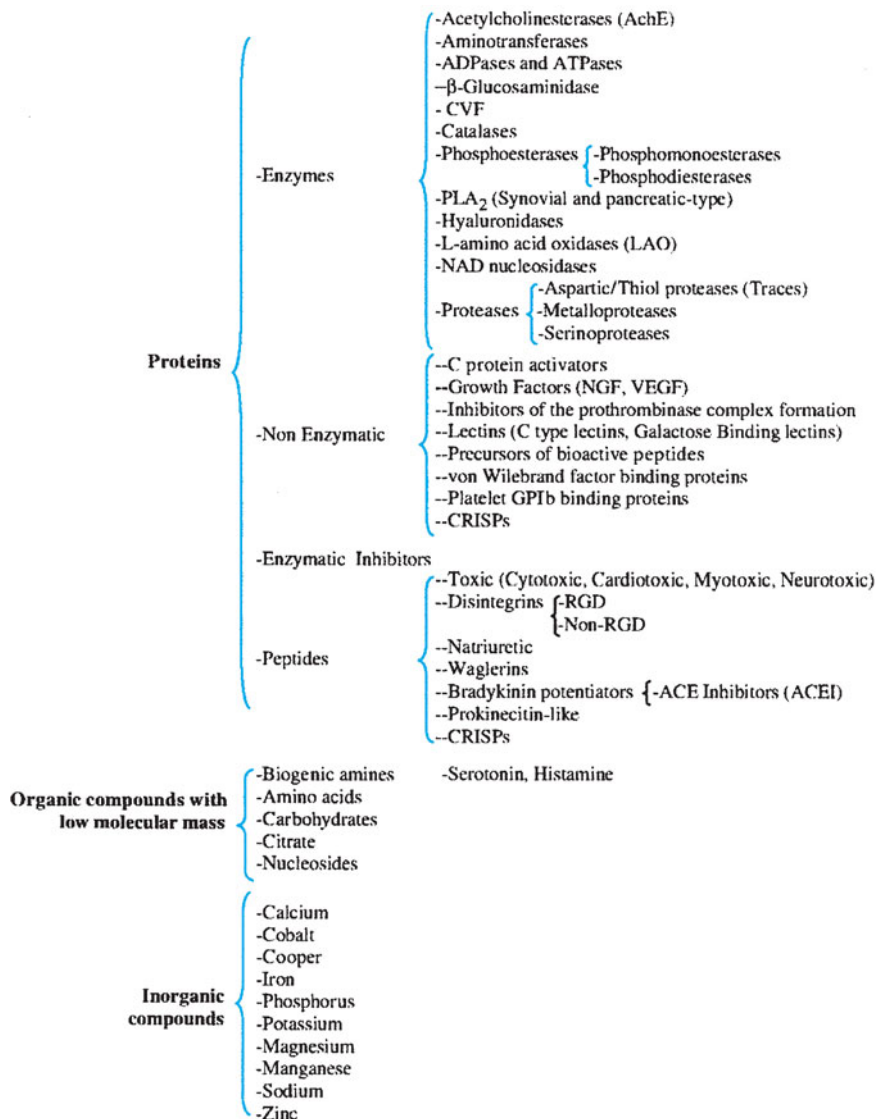 -Acetylcholinesterases (AchE)
-Aminotransferases
-ADPases and ATPases
–β-Glucosaminidase
- CVF
-Catalases
-Phosphoesterases -Phosphomonoesterases
-Phosphodiesterases
-Enzymes
-PLA2 (Synovial and pancreatic-type)
-Hyaluronidases
-L-amino acid oxidases (LAO)
-NAD nucleosidases
-Aspartic/Thiol proteases (Traces)
-Proteases -Metalloproteases
-Serinoproteases
Proteins
--C protein activators
--Growth Factors (NGF, VEGF)
--Inhibitors of the prothrombinase complex formation
-Non Enzymatic --Lectins (C type lectins, Galactose Binding lectins)
--Precursors of bioactive peptides
--von Wilebrand factor binding proteins
--Platelet GPIb binding proteins
--CRISPs
-Enzymatic Inhibitors
--Toxic (Cytotoxic, Cardiotoxic, Myotoxic, Neurotoxic)
--Disintegrins -RGD
-Non-RGD
--Natriuretic
-Peptides
--Waglerins
--Bradykinin potentiators -ACE Inhibitors (ACEI)
--Prokinecitin-like
--CRISPs
-Biogenic amines -Serotonin, Histamine
Organic compounds with
low molecular mass
-Amino acids
-Carbohydrates
-Citrate
-Nucleosides
Inorganic
compounds
-Calcium
-Cobalt
-Cooper
-Iron
-Phosphorus
-Potassium
-Magnesium
-Manganese
-Sodium
-Zinc